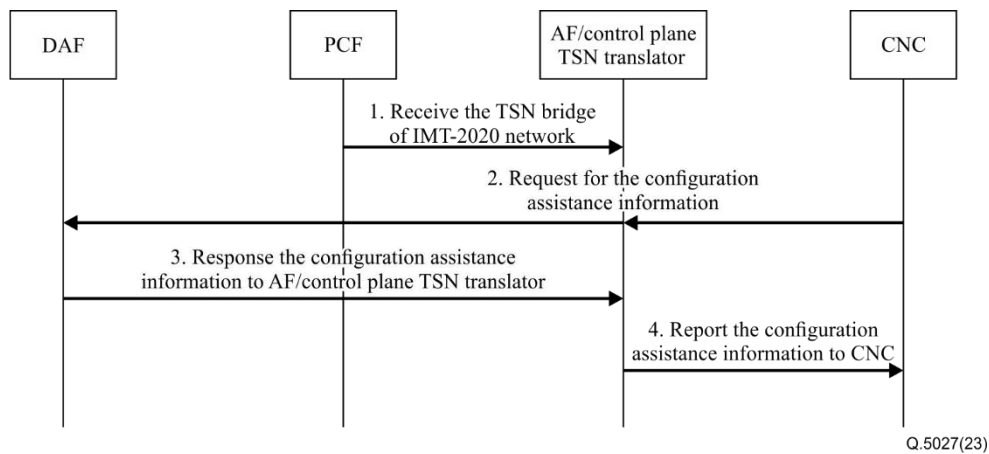 DAF
PCF
AF/control plane
TSN translator
CNC
1. Receive the TSN bridge
of IMT-2020 network
2. Request for the configuration
assistance information
3. Response the configuration assistance
information to AF/control plane TSN translator
4. Report the configuration
assistance information to CNC
Q.5027(23)